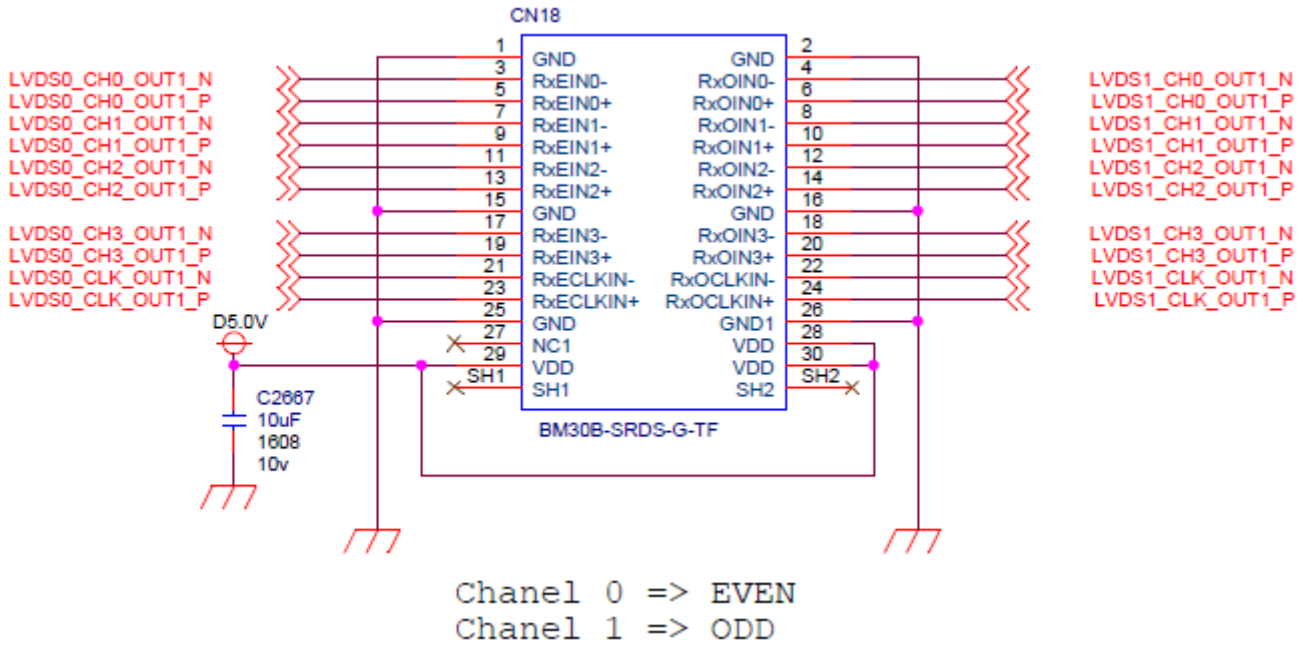 CN18
1 GND GND 2
LVDS0_CH0_OUT1_N 3 RxEIN0- RxOIN0- 4 LVDS1_CH0_OUT1_N
LVDS0_CH0_OUT1_P 5 RxEIN0+ RxOIN0+ 6 LVDS1_CH0_OUT1_P
LVDS0_CH1_OUT1_N 7 RxEIN1- RxOIN1- 8 LVDS1_CH1_OUT1_N
LVDS0_CH1_OUT1_P 9 RxEIN1+ RxOIN1+ 10 LVDS1_CH1_OUT1_P
LVDS0_CH2_OUT1_N 11 RxEIN2- RxOIN2- 12 LVDS1_CH2_OUT1_N
LVDS0_CH2_OUT1_P 13 RxEIN2+ RxOIN2+ 14 LVDS1_CH2_OUT1_P
15 GND GND 16
LVDS0_CH3_OUT1_N 17 RxEIN3- RxOIN3- 18 LVDS1_CH3_OUT1_N
LVDS0_CH3_OUT1_P 19 RxEIN3+ RxOIN3+ 20 LVDS1_CH3_OUT1_P
LVDS0_CLK_OUT1_N 21 RxECLKIN- RxOCLKIN- 22 LVDS1_CLK_OUT1_N
LVDS0_CLK_OUT1_P 23 RxECLKIN+ RxOCLKIN+ 24 LVDS1_CLK_OUT1_P
25 GND GND1 26
D5.0V 27 NC1 VDD 28
29 VDD VDD 30
SH1 SH1 SH2 SH2
C2667
10uF
1608
10v
BM30B-SRDS-G-TF
Chanel 0 => EVEN
Chanel 1 => ODD